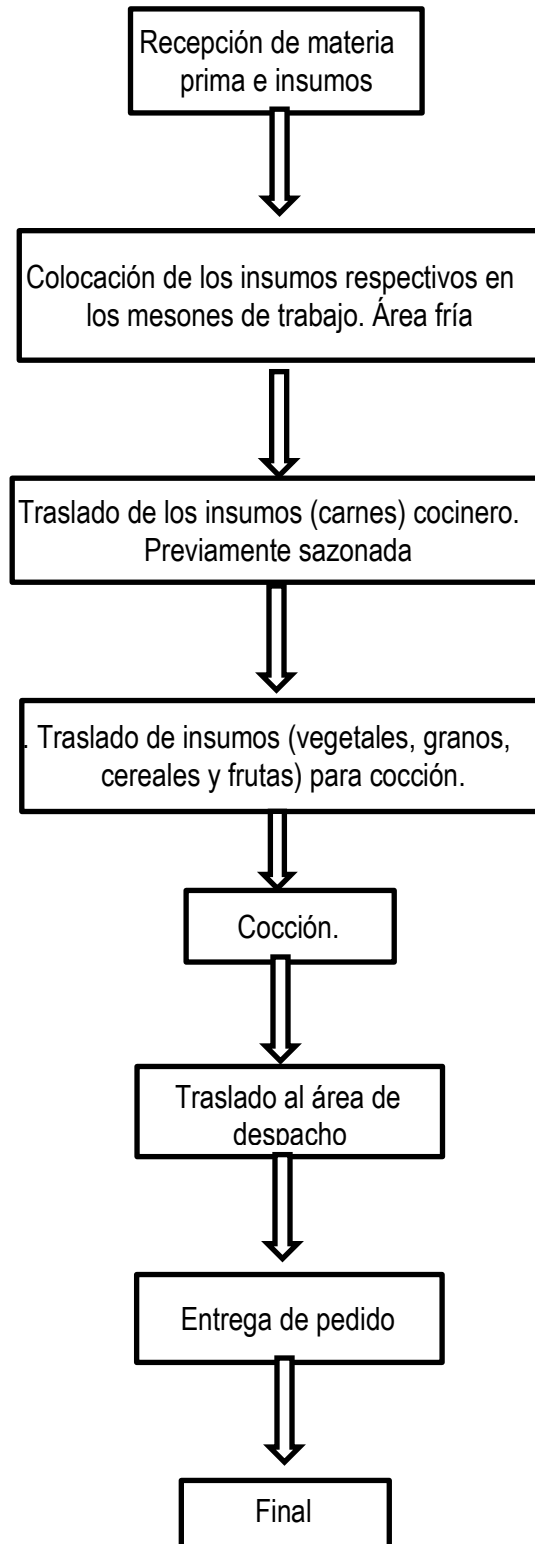 Recepción de materia
prima e insumos
Colocación de los insumos respectivos en
los mesones de trabajo. Área fría
Traslado de los insumos (carnes) cocinero.
Previamente sazonada
. Traslado de insumos (vegetales, granos,
cereales y frutas) para cocción.
Cocción.
Traslado al área de
despacho
Entrega de pedido
Final